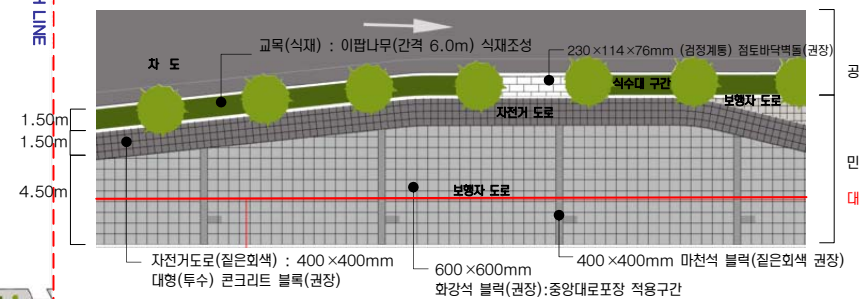 H LINE
교목(식재) : 이팝나무(간격 6.0m) 식재조성
230×114×76mm (검정계통) 점토바닥벽돌(권장)
차 도
식수대 구간
보행자 도로
자전거 도로
공
1.50m
1.50m
4.50m
보행자 도로
민
대
자전거도로(짙은회색) : 400×400mm
대형(투수) 콘크리트 블록(권장)
600×600mm
화강석 블럭(권장):중앙대로포장 적용구간
400×400mm 마천석 블럭(짙은회색 권장)